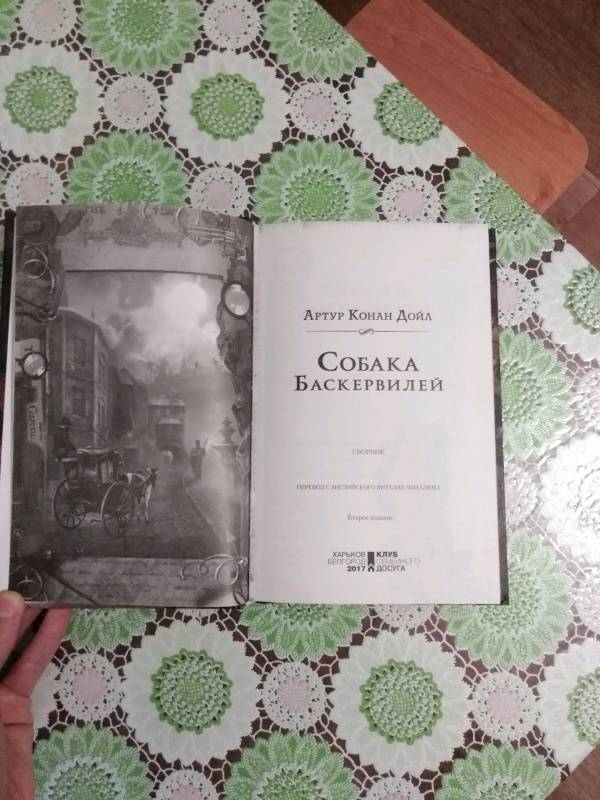 Артур Конан Дойл
Собака
Баскервилей
СБОРНИК
ПЕРЕВОД С АНГЛИЙСКОГО ВИТАЛИЯ МИХАЛЮКА
Второе издание
ХАРЬКОВ КЛУБ
БЕЛГОРОД СЕМЕЙНОГО
2017 ДОСУГА